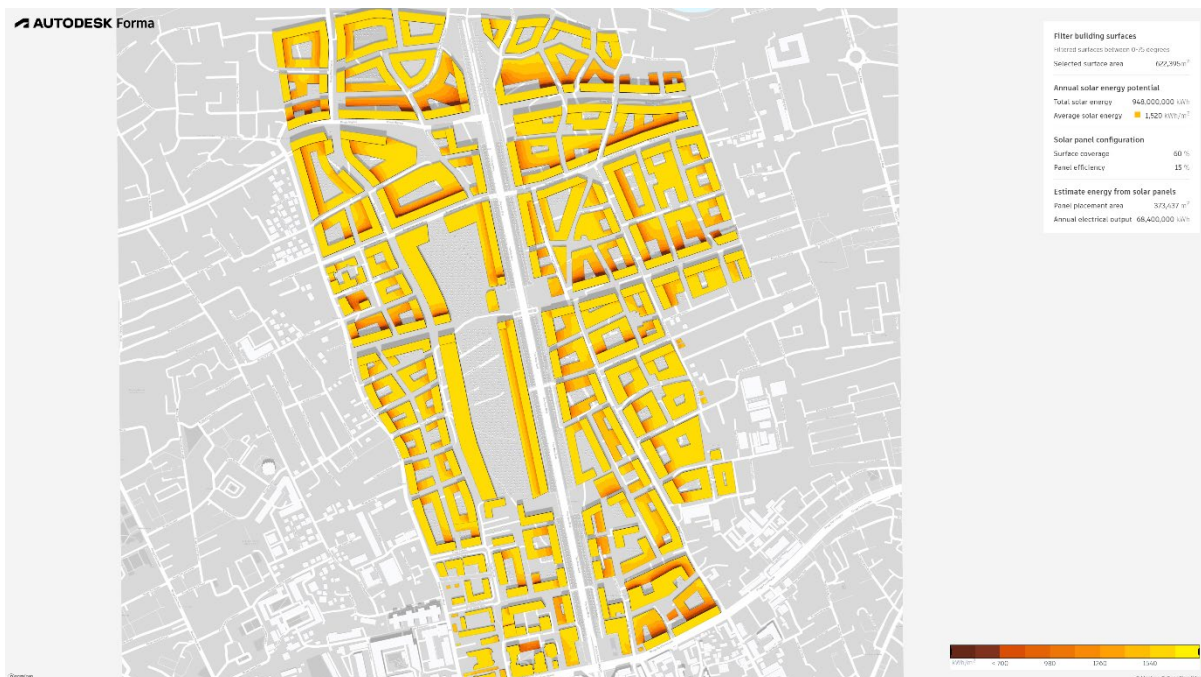 AUTODESK Forma
Filter building surfaces
Filtered surfaces between 0-75 degrees
Selected surface area 622,395 m²
Annual solar energy potential
Total solar energy 948,000,000 kWh
Average solar energy 1,520 kWh/m²
Solar panel configuration
Surface coverage 60 %
Panel efficiency 15 %
Estimate energy from solar panels
Panel placement area 373,437 m²
Annual electrical output 68,400,000 kWh
kWh/m² < 700 980 1260 1540